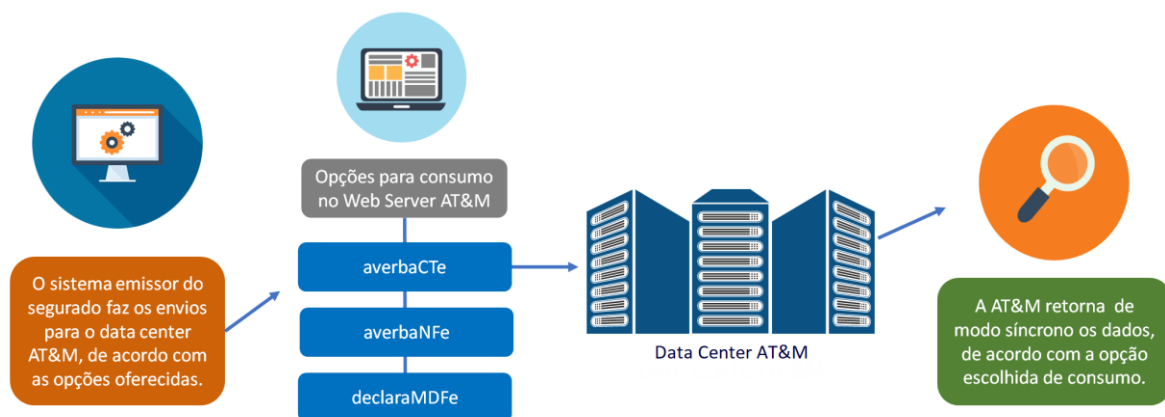 Opções para consumo
no Web Server AT&M
averbaCTe
averbaNFe
declaraMDFe
O sistema emissor do
segurado faz os envios
para o data center
AT&M, de acordo com
as opções oferecidas.
Data Center AT&M
A AT&M retorna de
modo síncrono os dados,
de acordo com a opção
escolhida de consumo.